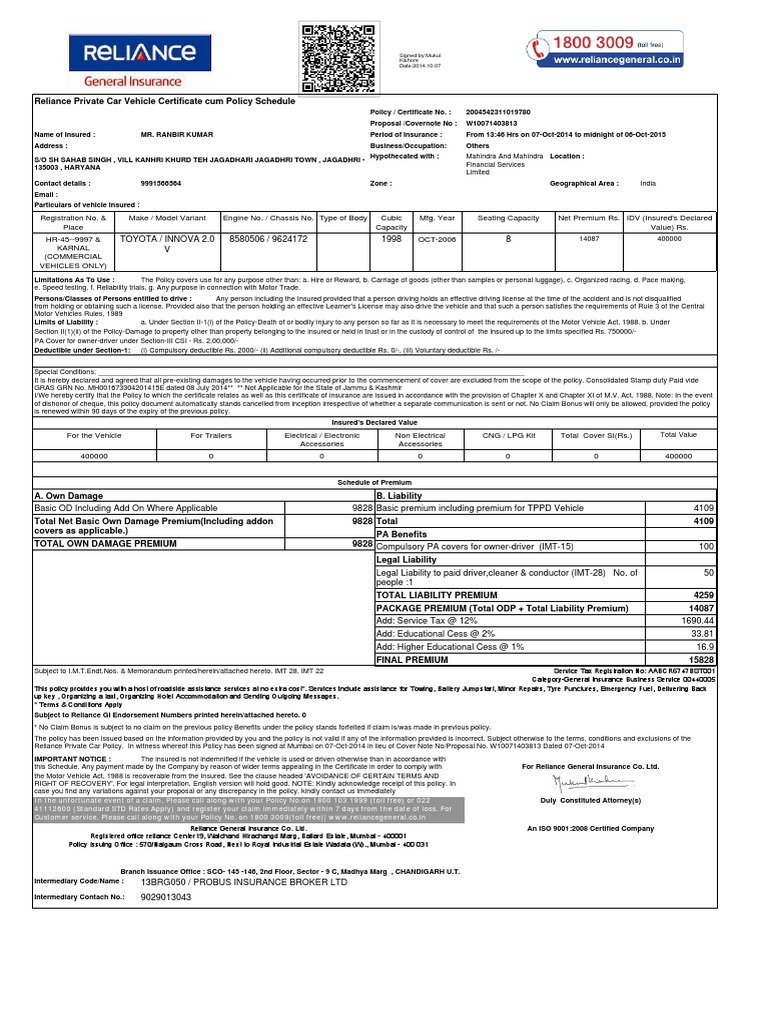 RELIANCE
General Insurance
Signed by:Mukul
Kishore
Date:2014.10.07
1800 3009 (toll free)
www.reliancegeneral.co.in
Reliance Private Car Vehicle Certificate cum Policy Schedule
Policy / Certificate No. : 2004542311019780
Proposal /Covernote No : W10071403813
Name of Insured : MR. RANBIR KUMAR Period of Insurance : From 13:46 Hrs on 07-Oct-2014 to midnight of 06-Oct-2015
Address : Business/Occupation: Others
S/O SH SAHAB SINGH , VILL KANHRI KHURD TEH JAGADHARI JAGADHRI TOWN , JAGADHRI - 135003 , HARYANA Hypothecated with : Mahindra And Mahindra Financial Services Limited Location :
Contact details : 9991566564 Zone : Geographical Area : India
Email :
Particulars of vehicle Insured :
Registration No. & Place Make / Model Variant Engine No. / Chassis No. Type of Body Cubic Capacity Mfg. Year Seating Capacity Net Premium Rs. IDV (Insured's Declared Value) Rs.
HR-45--9997 & KARNAL (COMMERCIAL VEHICLES ONLY) TOYOTA / INNOVA 2.0 V 8580506 / 9624172 1998 OCT-2006 8 14087 400000
Limitations As To Use : The Policy covers use for any purpose other than: a. Hire or Reward, b. Carriage of goods (other than samples or personal luggage), c. Organized racing, d. Pace making,
e. Speed testing, f. Reliability trials, g. Any purpose in connection with Motor Trade.
Persons/Classes of Persons entitled to drive : Any person including the Insured provided that a person driving holds an effective driving license at the time of the accident and is not disqualified
from holding or obtaining such a license. Provided also that the person holding an effective Learner's License may also drive the vehicle and that such a person satisfies the requirements of Rule 3 of the Central
Motor Vehicles Rules, 1989
Limits of Liability : a. Under Section II-1(i) of the Policy-Death of or bodily injury to any person so far as it is necessary to meet the requirements of the Motor Vehicle Act, 1988. b. Under
Section II(1)(ii) of the Policy-Damage to property other than property belonging to the insured or held in trust or in the custody of control of the insured up to the limits specified Rs. 750000/-
PA Cover for owner-driver under Section-III CSI - Rs. 2,00,000/-
Deductible under Section-1: (i) Compulsory deductible Rs. 2000/- (ii) Additional compulsory deductible Rs. 0/-, (iii) Voluntary deductible Rs. /-
Special Conditions:
It is hereby declared and agreed that all pre-existing damages to the vehicle having occurred prior to the commencement of cover are excluded from the scope of the policy. Consolidated Stamp duty Paid vide
GRAS GRN No. MH001673304201415E dated 08 July 2014** ** Not Applicable for the State of Jammu & Kashmir
I/We hereby certify that the Policy to which the certificate relates as well as this certificate of Insurance are issued in accordance with the provision of Chapter X and Chapter XI of M.V. Act, 1988. Note: In the event
of dishonor of cheque, this policy document automatically stands cancelled from inception irrespective of whether a separate communication is sent or not. No Claim Bonus will only be allowed, provided the policy
is renewed within 90 days of the expiry of the previous policy.
Insured's Declared Value
For the Vehicle For Trailers Electrical / Electronic Accessories Non Electrical Accessories CNG / LPG Kit Total Cover SI(Rs.) Total Value
400000 0 0 0 0 0 400000
Schedule of Premium
A. Own Damage B. Liability
Basic OD Including Add On Where Applicable 9828 Basic premium including premium for TPPD Vehicle 4109
Total Net Basic Own Damage Premium(Including addon covers as applicable.) 9828 Total 4109
PA Benefits
TOTAL OWN DAMAGE PREMIUM 9828 Compulsory PA covers for owner-driver (IMT-15) 100
Legal Liability
Legal Liability to paid driver,cleaner & conductor (IMT-28) No. of people :1 50
TOTAL LIABILITY PREMIUM 4259
PACKAGE PREMIUM (Total ODP + Total Liability Premium) 14087
Add: Service Tax @ 12% 1690.44
Add: Educational Cess @ 2% 33.81
Add: Higher Educational Cess @ 1% 16.9
FINAL PREMIUM 15828
Subject to I.M.T.Endt.Nos. & Memorandum printed/herein/attached hereto. IMT 28, IMT 22 Service Tax Registration No: AABCR6747BST001
Category-General Insurance Business Service 00440005
This policy provides you with a host of roadside assistance services at no extra cost*. Services include assistance for Towing, Battery Jumpstart, Minor Repairs, Tyre Punctures, Emergency Fuel, Delivering Back
up key , Organizing a taxi, Organizing Hotel Accommodation and Sending Outgoing Messages.
* Terms & Conditions Apply
Subject to Reliance GI Endorsement Numbers printed herein/attached hereto. 0
* No Claim Bonus is subject to no claim on the previous policy Benefits under the policy stands forfeited if claim is/was made in previous policy.
The policy has been issued based on the information provided by you and the policy is not valid if any of the information provided is incorrect. Subject otherwise to the terms, conditions and exclusions of the
Reliance Private Car Policy. In witness whereof this Policy has been signed at Mumbai on 07-Oct-2014 in lieu of Cover Note No/Proposal No. W10071403813 Dated 07-Oct-2014
IMPORTANT NOTICE : The insured is not indemnified if the vehicle is used or driven otherwise than in accordance with
this Schedule. Any payment made by the Company by reason of wider terms appearing in the Certificate in order to comply with
the Motor Vehicle Act, 1988 is recoverable from the Insured. See the clause headed 'AVOIDANCE OF CERTAIN TERMS AND
RIGHT OF RECOVERY'. For legal interpretation, English version will hold good. NOTE: Kindly acknowledge receipt of this policy. In
case you find any variations against your proposal or any discrepancy in the policy, kindly contact us immediately
For Reliance General Insurance Co. Ltd.
Duly Constituted Attorney(s)
In the unfortunate event of a claim, Please call along with your Policy No.on 1800 103 1999 (toll free) or 022
41112600 (Standard STD Rates Apply) and register your claim immediately within 7 days from the date of loss. For
Customer service, Please call along with your Policy No. on 1800 3009(toll free)| www.reliancegeneral.co.in
Reliance General Insurance Co. Ltd. An ISO 9001:2008 Certified Company
Registered office reliance Center19, Walchand Hirachangd Marg, Ballard Estate, Mumbai - 400001
Policy Issuing Office : 570/Naigaum Cross Road, Next to Royal Industrial Estate Wadala (W)., Mumbai - 400 031
Branch Issuance Office : SCO- 145 -146, 2nd Floor, Sector - 9 C, Madhya Marg , CHANDIGARH U.T.
Intermediary Code/Name : 13BRG050 / PROBUS INSURANCE BROKER LTD
Intermediary Contach No.: 9029013043